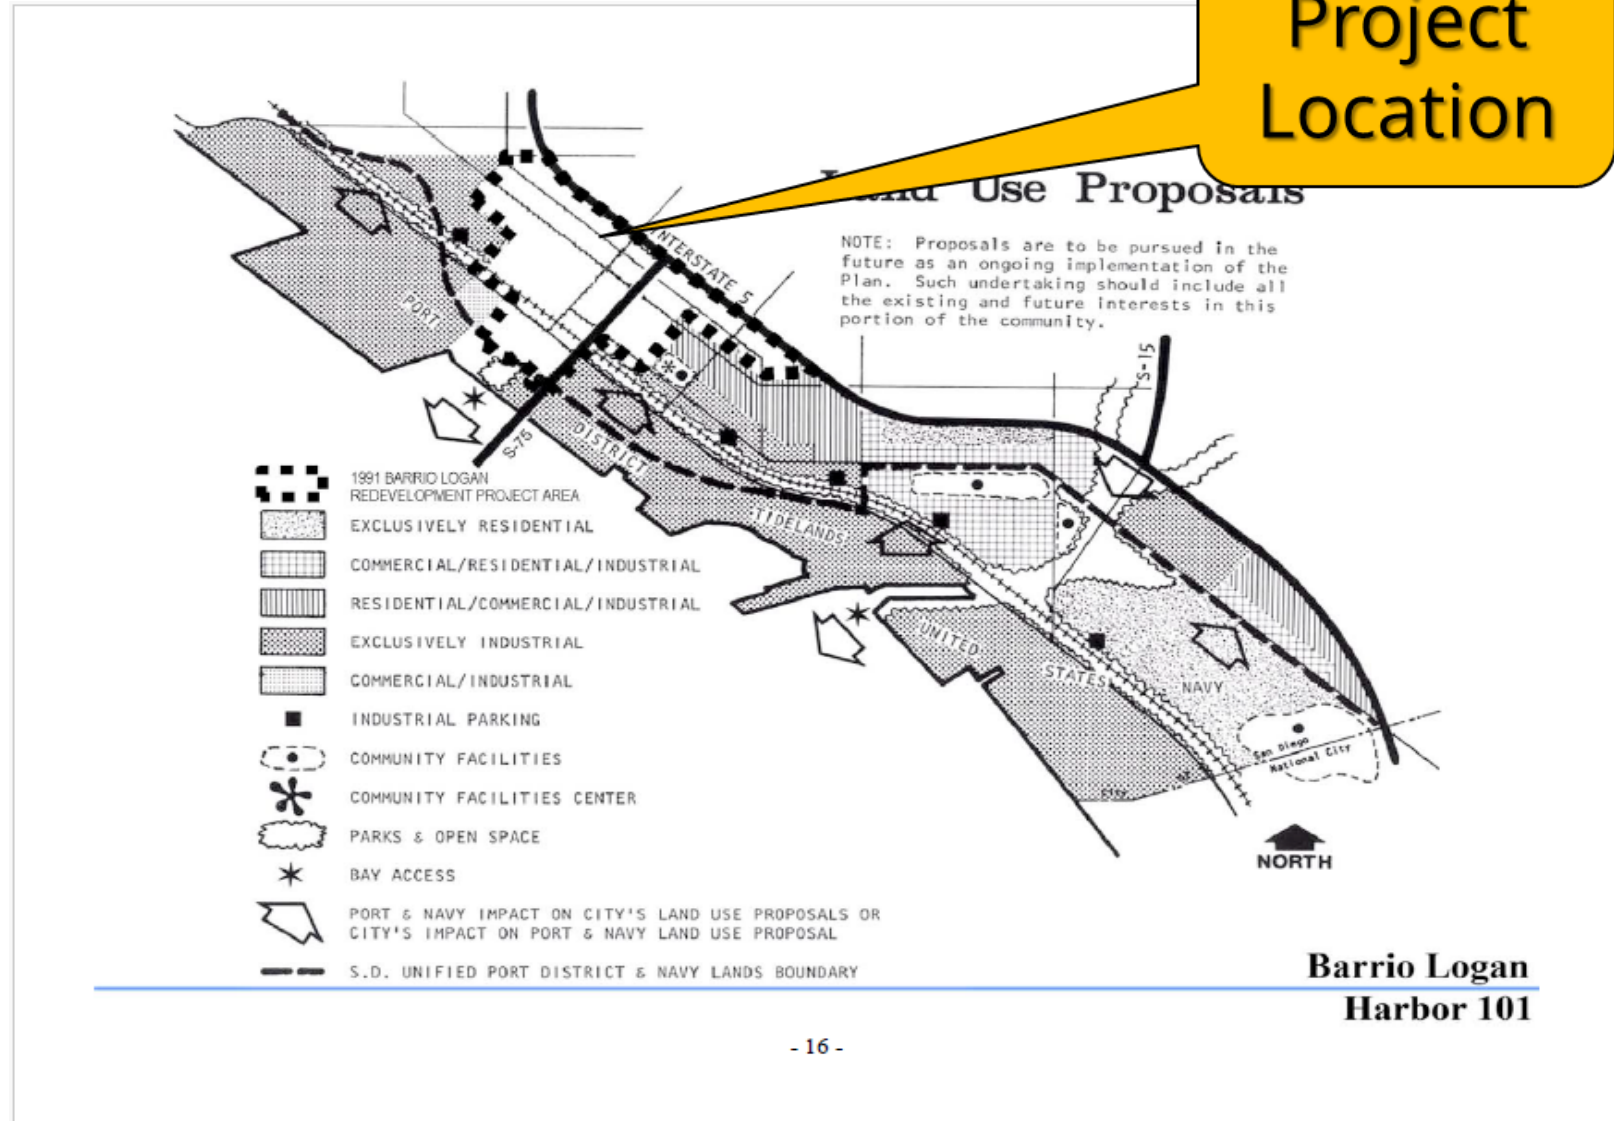 Project
Location
Land Use Proposals
NOTE: Proposals are to be pursued in the
future as an ongoing implementation of the
Plan. Such undertaking should include all
the existing and future interests in this
portion of the community.
INTERSTATE 5
S-15
PORT
S-75
DISTRICT
TIDELANDS
UNITED
STATES
NAVY
San Diego
National City
CITY
1991 BARRIO LOGAN
REDEVELOPMENT PROJECT AREA
EXCLUSIVELY RESIDENTIAL
COMMERCIAL/RESIDENTIAL/INDUSTRIAL
RESIDENTIAL/COMMERCIAL/INDUSTRIAL
EXCLUSIVELY INDUSTRIAL
COMMERCIAL/INDUSTRIAL
INDUSTRIAL PARKING
COMMUNITY FACILITIES
COMMUNITY FACILITIES CENTER
PARKS & OPEN SPACE
BAY ACCESS
PORT & NAVY IMPACT ON CITY'S LAND USE PROPOSALS OR
CITY'S IMPACT ON PORT & NAVY LAND USE PROPOSAL
S.D. UNIFIED PORT DISTRICT & NAVY LANDS BOUNDARY
NORTH
Barrio Logan
Harbor 101
- 16 -